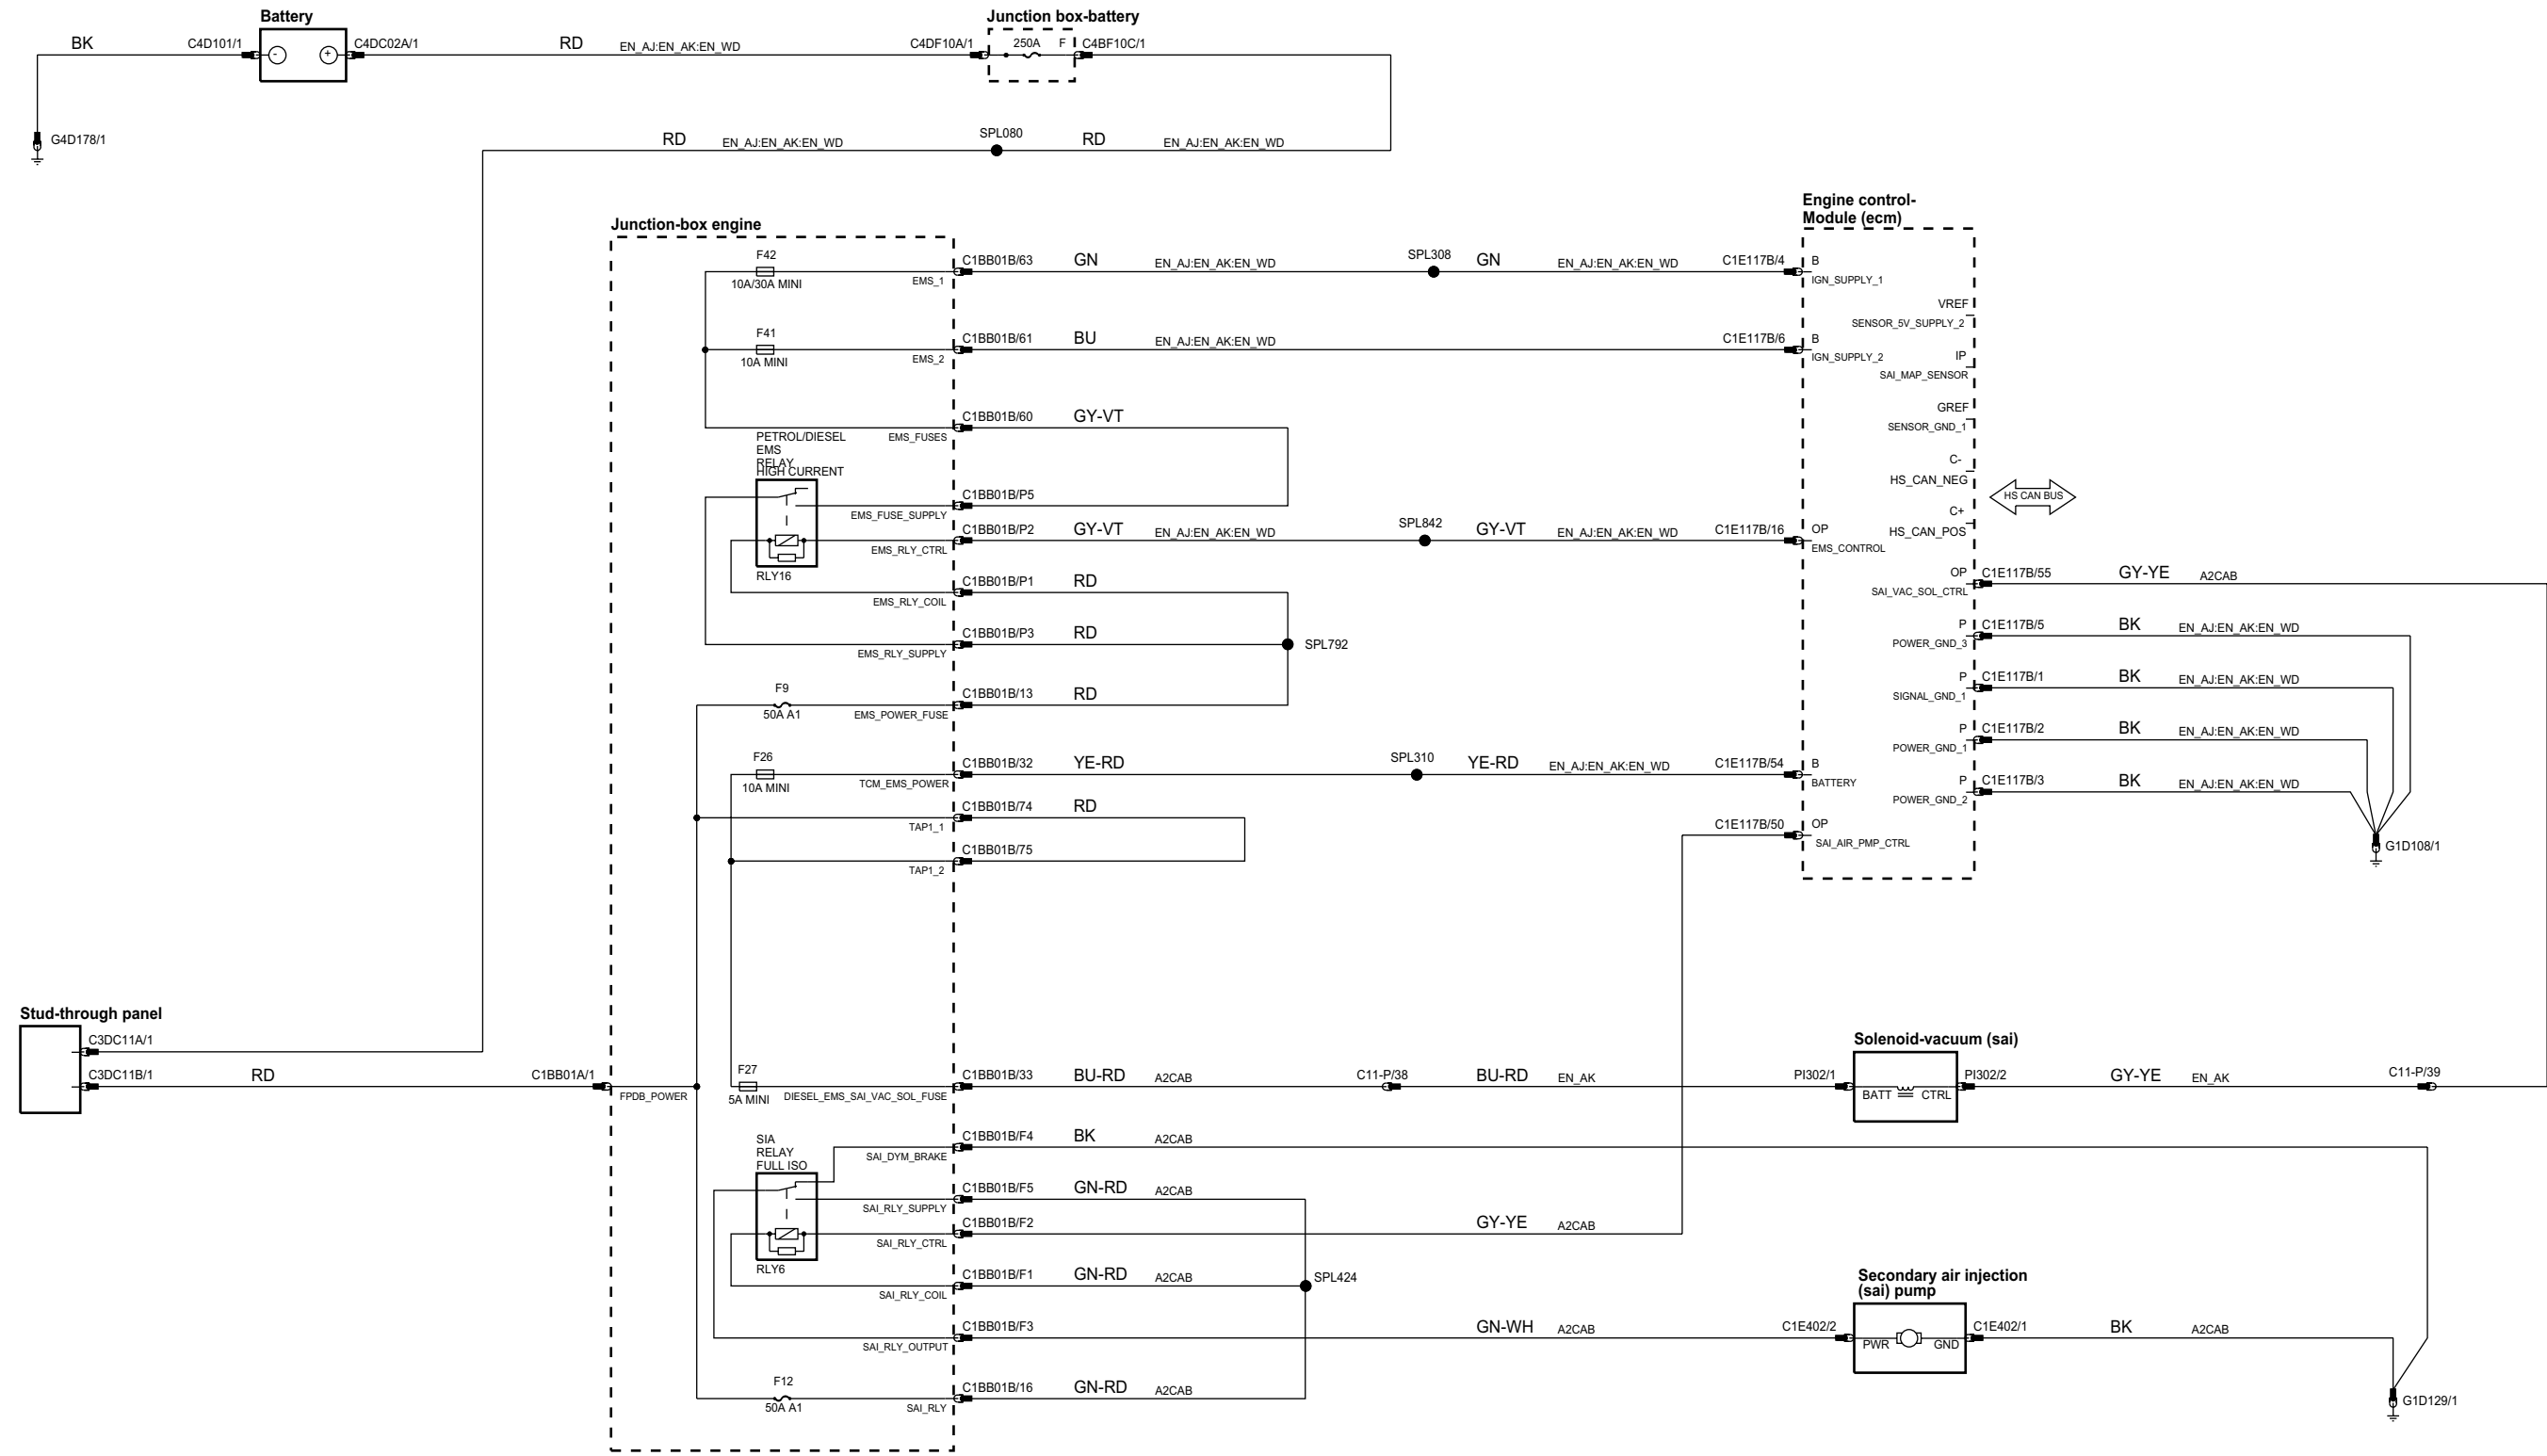 Battery
Junction box-battery
BK
C4D101/1
-
+
C4DC02A/1
RD
EN_AJ:EN_AK:EN_WD
C4DF10A/1
250A
F
C4BF10C/1
G4D178/1
RD
EN_AJ:EN_AK:EN_WD
SPL080
RD
EN_AJ:EN_AK:EN_WD
Junction-box engine
Engine control-
Module (ecm)
F42
10A/30A MINI
EMS_1
C1BB01B/63
GN
EN_AJ:EN_AK:EN_WD
SPL308
GN
EN_AJ:EN_AK:EN_WD
C1E117B/4
B
IGN_SUPPLY_1
VREF
SENSOR_5V_SUPPLY_2
F41
10A MINI
EMS_2
C1BB01B/61
BU
EN_AJ:EN_AK:EN_WD
C1E117B/6
B
IGN_SUPPLY_2
IP
SAI_MAP_SENSOR
GREF
SENSOR_GND_1
C1BB01B/60
GY-VT
EMS_FUSES
PETROL/DIESEL
EMS
RELAY
HIGH CURRENT
RLY16
C-
HS_CAN_NEG
HS CAN BUS
C+
HS_CAN_POS
C1BB01B/P5
EMS_FUSE_SUPPLY
C1BB01B/P2
GY-VT
EN_AJ:EN_AK:EN_WD
SPL842
GY-VT
EN_AJ:EN_AK:EN_WD
C1E117B/16
OP
EMS_CONTROL
EMS_RLY_CTRL
C1BB01B/P1
RD
EMS_RLY_COIL
OP
SAI_VAC_SOL_CTRL
C1E117B/55
GY-YE
A2CAB
C1BB01B/P3
RD
EMS_RLY_SUPPLY
SPL792
P
POWER_GND_3
C1E117B/5
BK
EN_AJ:EN_AK:EN_WD
F9
50A A1
EMS_POWER_FUSE
C1BB01B/13
RD
P
SIGNAL_GND_1
C1E117B/1
BK
EN_AJ:EN_AK:EN_WD
P
POWER_GND_1
C1E117B/2
BK
EN_AJ:EN_AK:EN_WD
F26
10A MINI
TCM_EMS_POWER
C1BB01B/32
YE-RD
SPL310
YE-RD
EN_AJ:EN_AK:EN_WD
C1E117B/54
B
BATTERY
P
POWER_GND_2
C1E117B/3
BK
EN_AJ:EN_AK:EN_WD
C1BB01B/74
RD
TAP1_1
C1E117B/50
OP
SAI_AIR_PMP_CTRL
G1D108/1
C1BB01B/75
TAP1_2
Stud-through panel
C3DC11A/1
C3DC11B/1
RD
C1BB01A/1
FPDB_POWER
F27
5A MINI
DIESEL_EMS_SAI_VAC_SOL_FUSE
C1BB01B/33
BU-RD
A2CAB
C11-P/38
BU-RD
EN_AK
PI302/1
Solenoid-vacuum (sai)
BATT
CTRL
PI302/2
GY-YE
EN_AK
C11-P/39
SIA
RELAY
FULL ISO
RLY6
C1BB01B/F4
BK
A2CAB
SAI_DYM_BRAKE
C1BB01B/F5
GN-RD
A2CAB
SAI_RLY_SUPPLY
C1BB01B/F2
GY-YE
A2CAB
SAI_RLY_CTRL
C1BB01B/F1
GN-RD
A2CAB
SPL424
SAI_RLY_COIL
C1BB01B/F3
GN-WH
A2CAB
SAI_RLY_OUTPUT
C1E402/2
Secondary air injection
(sai) pump
PWR
GND
C1E402/1
BK
A2CAB
F12
50A A1
SAI_RLY
C1BB01B/16
GN-RD
A2CAB
G1D129/1